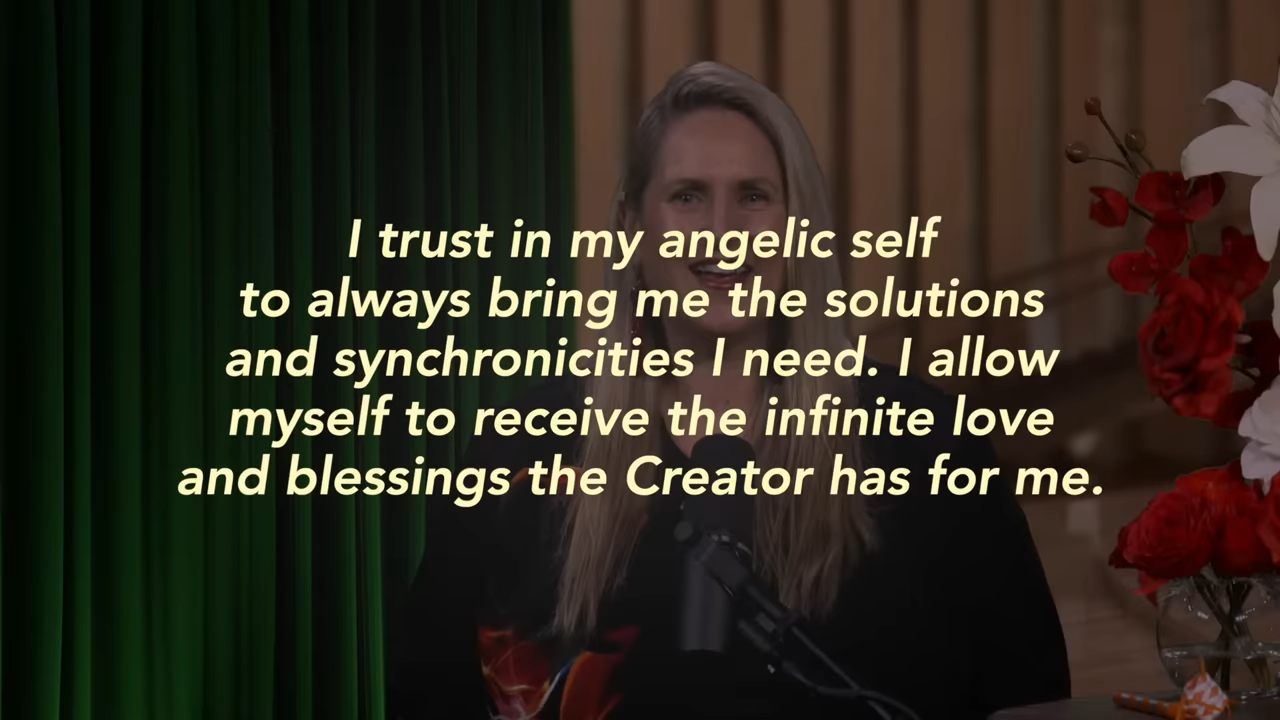 I trust in my angelic self
to always bring me the solutions
and synchronicities I need. I allow
myself to receive the infinite love
and blessings the Creator has for me.